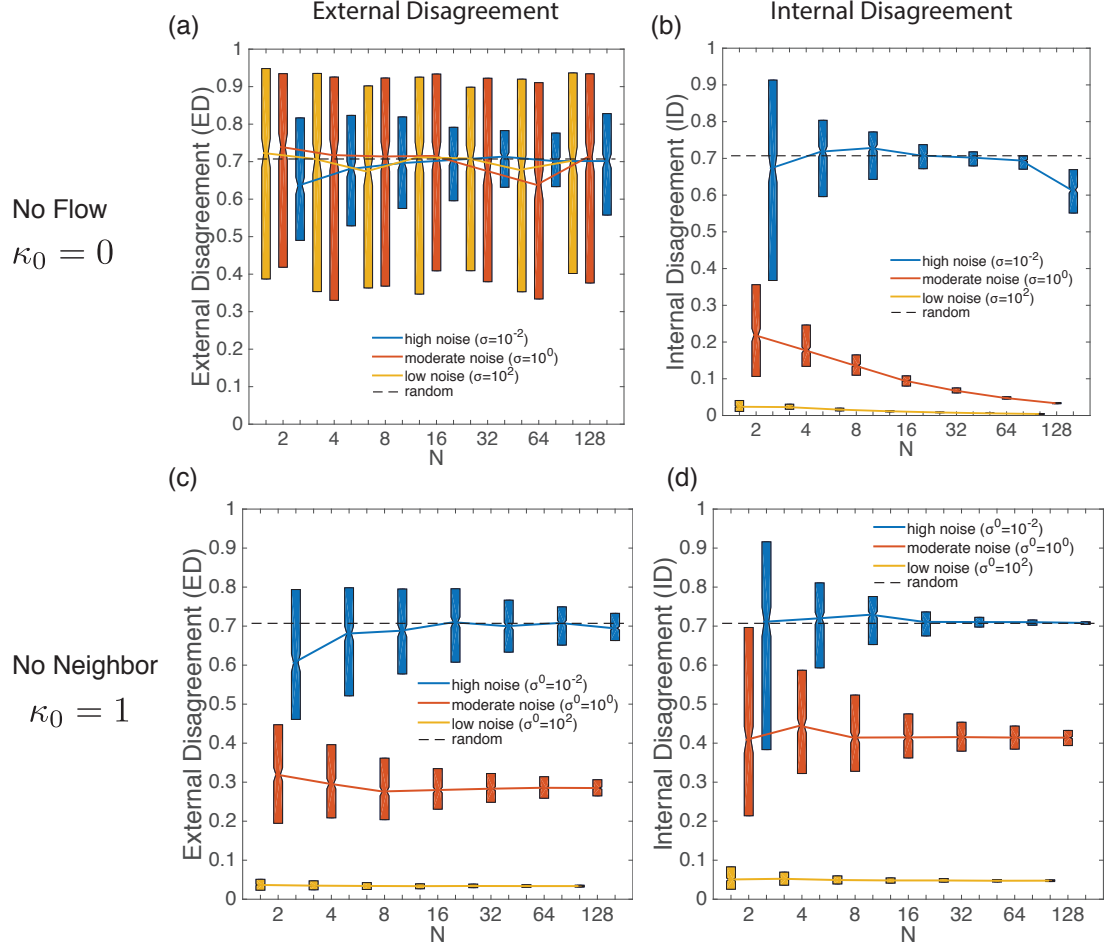 External Disagreement
Internal Disagreement
(a)
(b)
No Flow
κ₀ = 0
External Disagreement (ED)
1
0.9
0.8
0.7
0.6
0.5
0.4
0.3
0.2
0.1
0
high noise (σ=10⁻²)
moderate noise (σ=10⁰)
low noise (σ=10²)
random
2 4 8 16 32 64 128
N
Internal Disagreement (ID)
1
0.9
0.8
0.7
0.6
0.5
0.4
0.3
0.2
0.1
0
high noise (σ=10⁻²)
moderate noise (σ=10⁰)
low noise (σ=10²)
random
2 4 8 16 32 64 128
N
(c)
(d)
No Neighbor
κ₀ = 1
External Disagreement (ED)
1
0.9
0.8
0.7
0.6
0.5
0.4
0.3
0.2
0.1
0
high noise (σ⁰=10⁻²)
moderate noise (σ⁰=10⁰)
low noise (σ⁰=10²)
random
2 4 8 16 32 64 128
N
Internal Disagreement (ID)
1
0.9
0.8
0.7
0.6
0.5
0.4
0.3
0.2
0.1
0
high noise (σ⁰=10⁻²)
moderate noise (σ⁰=10⁰)
low noise (σ⁰=10²)
random
2 4 8 16 32 64 128
N